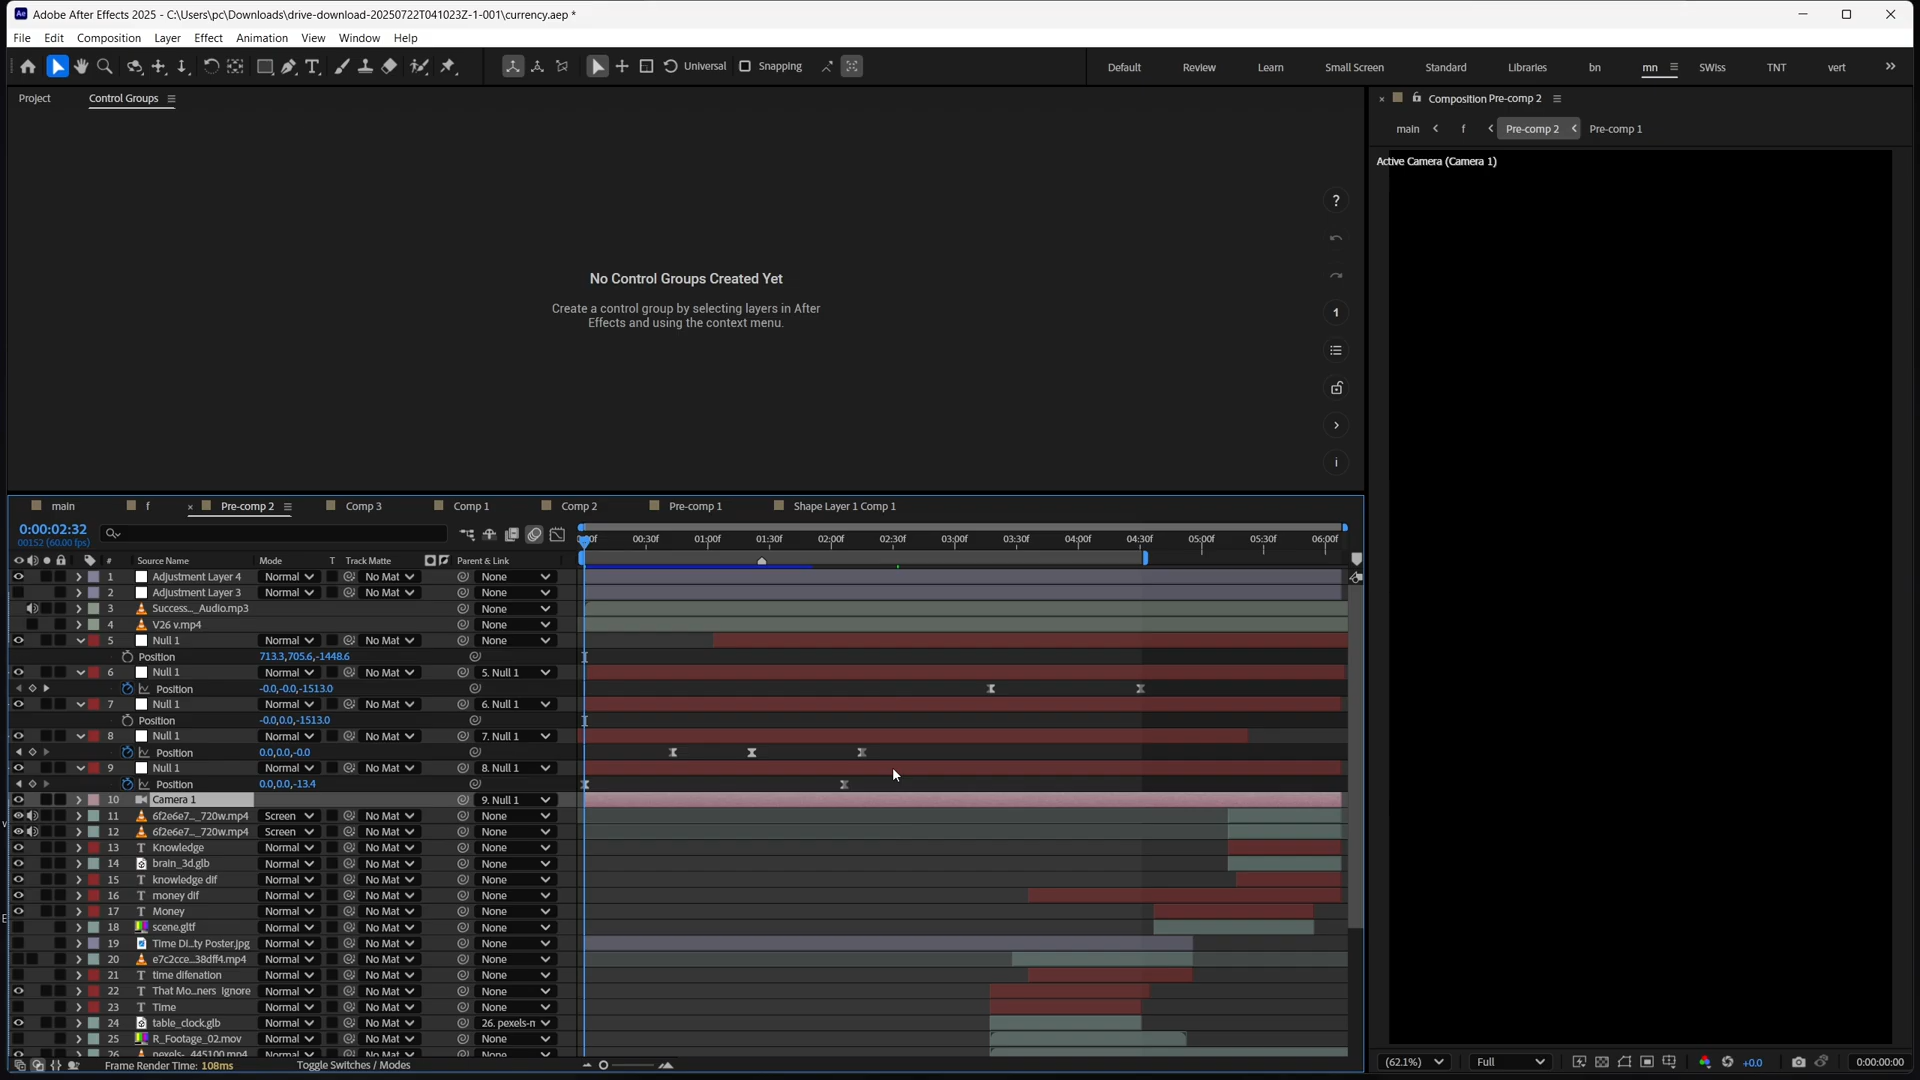 Adobe After Effects 2025 - C:\Users\pc\Downloads\drive-download-20250722T041023Z-1-001\currency.aep *
File Edit Composition Layer Effect Animation View Window Help
Universal Snapping Default Review Learn Small Screen Standard Libraries bn mn SWiss TNT vert
Project Control Groups
Composition Pre-comp 2
main f Pre-comp 2 Pre-comp 1
Active Camera (Camera 1)
No Control Groups Created Yet
Create a control group by selecting layers in After
Effects and using the context menu.
main f Pre-comp 2 Comp 3 Comp 1 Comp 2 Pre-comp 1 Shape Layer 1 Comp 1
0:00:02:32
00152 (60.00 fps)
00:30f 01:00f 01:30f 02:00f 02:30f 03:00f 03:30f 04:00f 04:30f 05:00f 05:30f 06:00f
# Source Name Mode T Track Matte Parent & Link
1 Adjustment Layer 4 Normal No Mat None
2 Adjustment Layer 3 Normal No Mat None
3 Success..._Audio.mp3 None
4 V26 v.mp4 None
5 Null 1 Normal No Mat None
Position 713.3,705.6,-1448.6
6 Null 1 Normal No Mat 5. Null 1
Position -0.0,-0.0,-1513.0
7 Null 1 Normal No Mat 6. Null 1
Position -0.0,0.0,-1513.0
8 Null 1 Normal No Mat 7. Null 1
Position 0.0,0.0,-0.0
9 Null 1 Normal No Mat 8. Null 1
Position 0.0,0.0,-13.4
10 Camera 1 9. Null 1
11 6f2e6e7..._720w.mp4 Screen No Mat None
12 6f2e6e7..._720w.mp4 Screen No Mat None
13 Knowledge Normal No Mat None
14 brain_3d.glb Normal No Mat None
15 knowledge dif Normal No Mat None
16 money dif Normal No Mat None
17 Money Normal No Mat None
18 scene.gltf Normal No Mat None
19 Time Di...ty Poster.jpg Normal No Mat None
20 e7c2cce...38dff4.mp4 Normal No Mat None
21 time difenation Normal No Mat None
22 That Mo...ners Ignore Normal No Mat None
23 Time Normal No Mat None
24 table_clock.glb Normal No Mat 26. pexels-n
25 R_Footage_02.mov Normal No Mat None
26 pexels-..445100.mp4 Normal No Mat None
Frame Render Time: 108ms Toggle Switches / Modes
(62.1%) Full +0.0 0:00:00:00